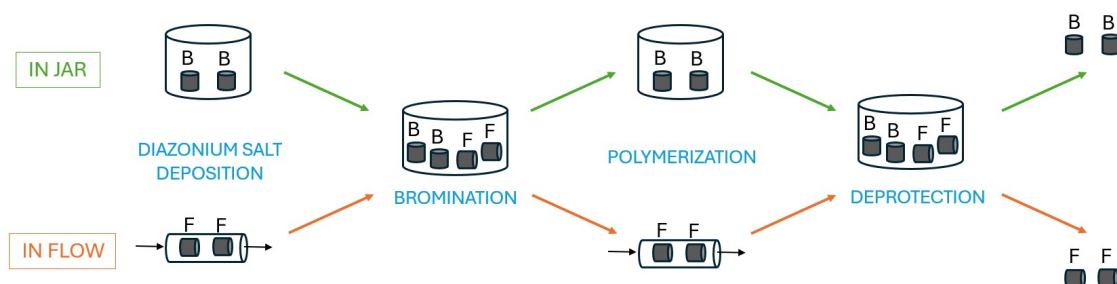 B B
B B
B B
IN JAR
B B F F
B B F F
DIAZONIUM SALT
DEPOSITION
POLYMERIZATION
BROMINATION
DEPROTECTION
F F
F F
IN FLOW
F F